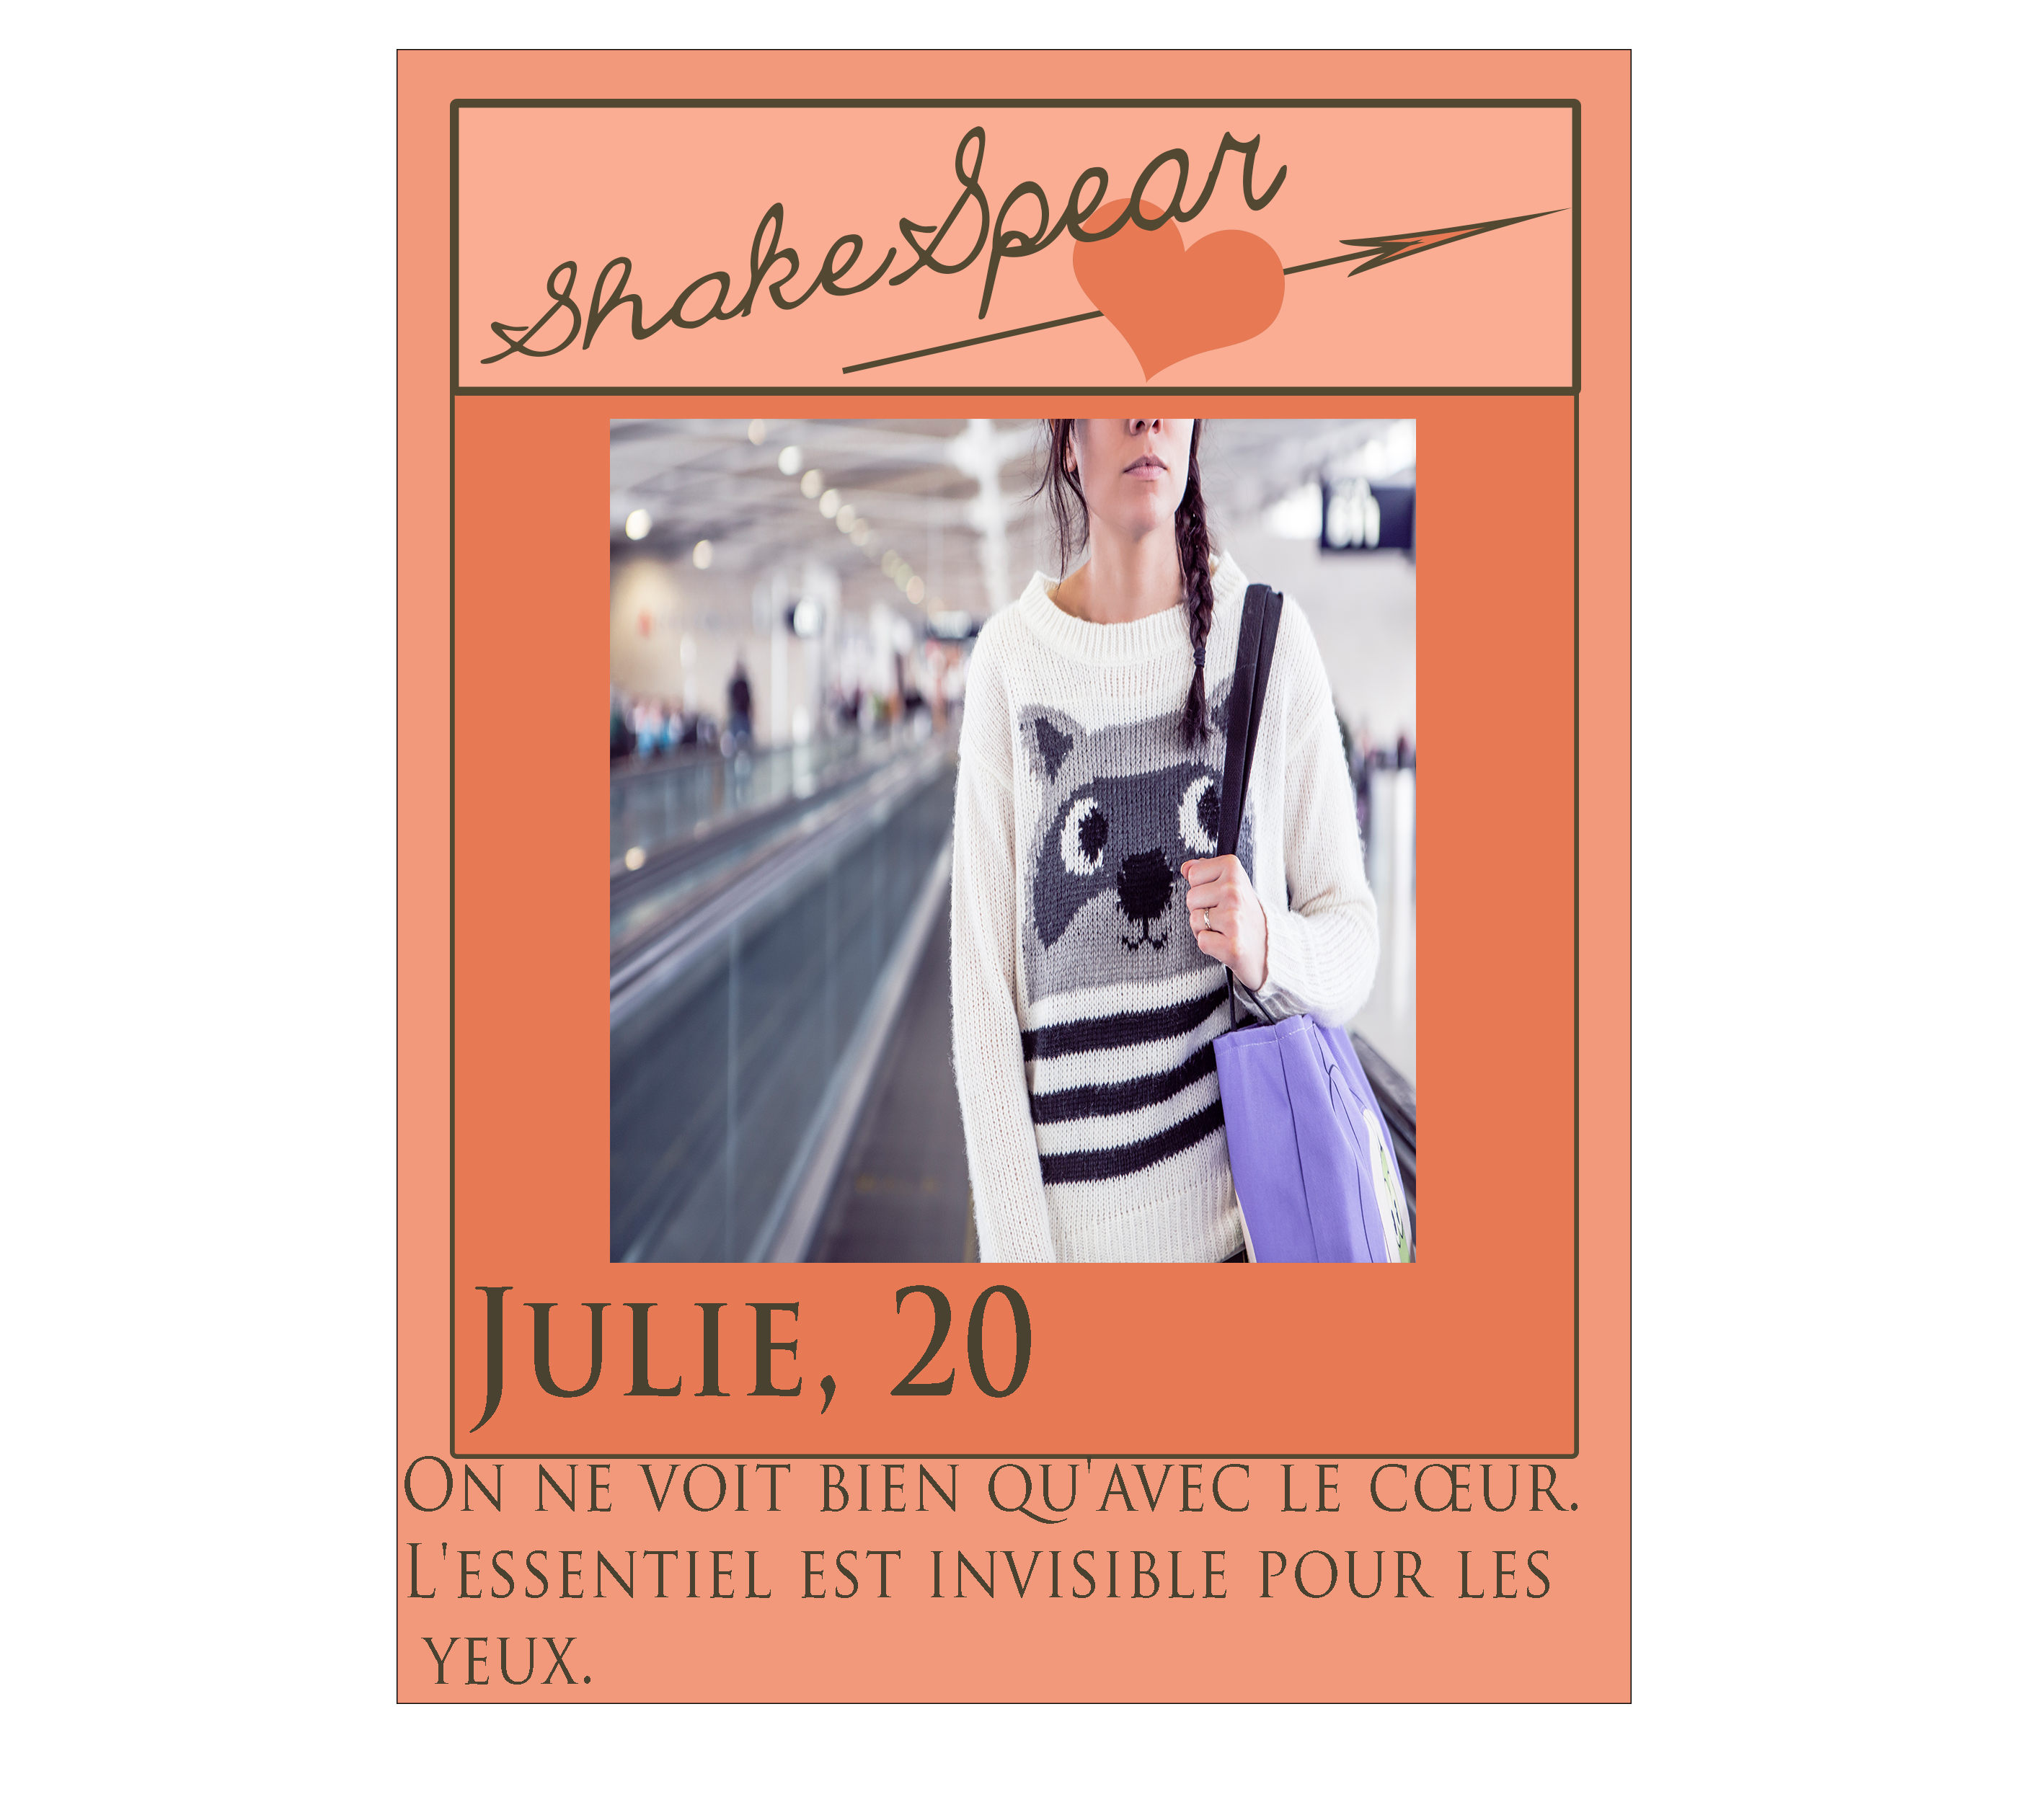 ShakeSpear
Julie, 20
On ne voit bien qu'avec le cœur.
L'essentiel est invisible pour les
yeux.